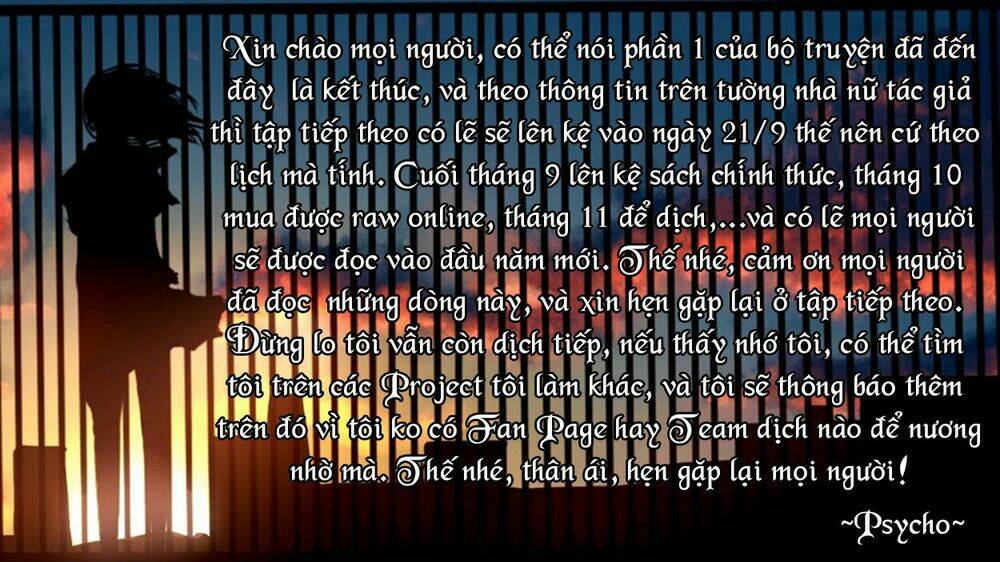 Xin chào mọi người, có thể nói phần 1 của bộ truyện đã đến
đây là kết thúc, và theo thông tin trên tường nhà nữ tác giả
thì tập tiếp theo có lẽ sẽ lên kệ vào ngày 21/9 thế nên cứ theo
lịch mà tính. Cuối tháng 9 lên kệ sách chính thức, tháng 10
mua được raw online, tháng 11 để dịch,...và có lẽ mọi người
sẽ được đọc vào đầu năm mới. Thế nhé, cảm ơn mọi người
đã đọc những dòng này, và xin hẹn gặp lại ở tập tiếp theo.
Đừng lo tôi vẫn còn dịch tiếp, nếu thấy nhớ tôi, có thể tìm
tôi trên các Project tôi làm khác, và tôi sẽ thông báo thêm
trên đó vì tôi ko có Fan Page hay Team dịch nào để nương
nhờ mà. Thế nhé, thân ái, hẹn gặp lại mọi người!
~Psycho~